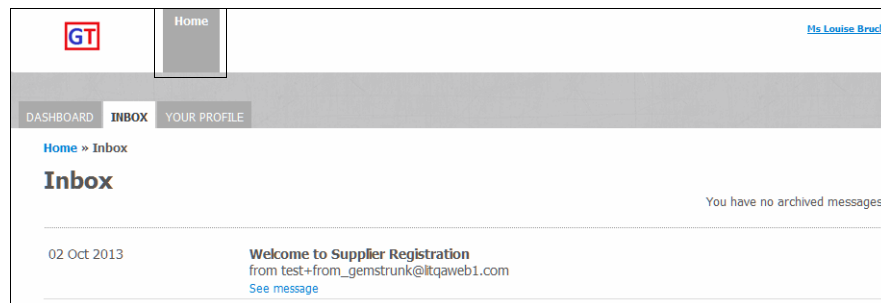 GT
Home
Ms Louise
DASHBOARD INBOX YOUR PROFILE
Home » Inbox
Inbox
You have no archived messages
02 Oct 2013
Welcome to Supplier Registration
from test+from_gemstrunk@litqaweb1.com
See message